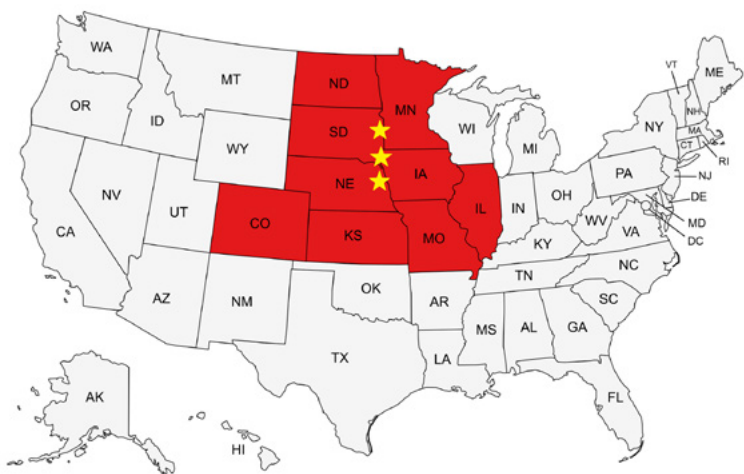 WA
MT
ND
MN
VT
ME
OR
ID
SD
WI
NY
NH
MA
CT
RI
WY
MI
NV
UT
NE
IA
PA
NJ
CA
CO
KS
MO
IL
IN
OH
WV
VA
DE
MD
DC
KY
AZ
NM
OK
AR
TN
NC
SC
TX
LA
MS
AL
GA
FL
AK
HI